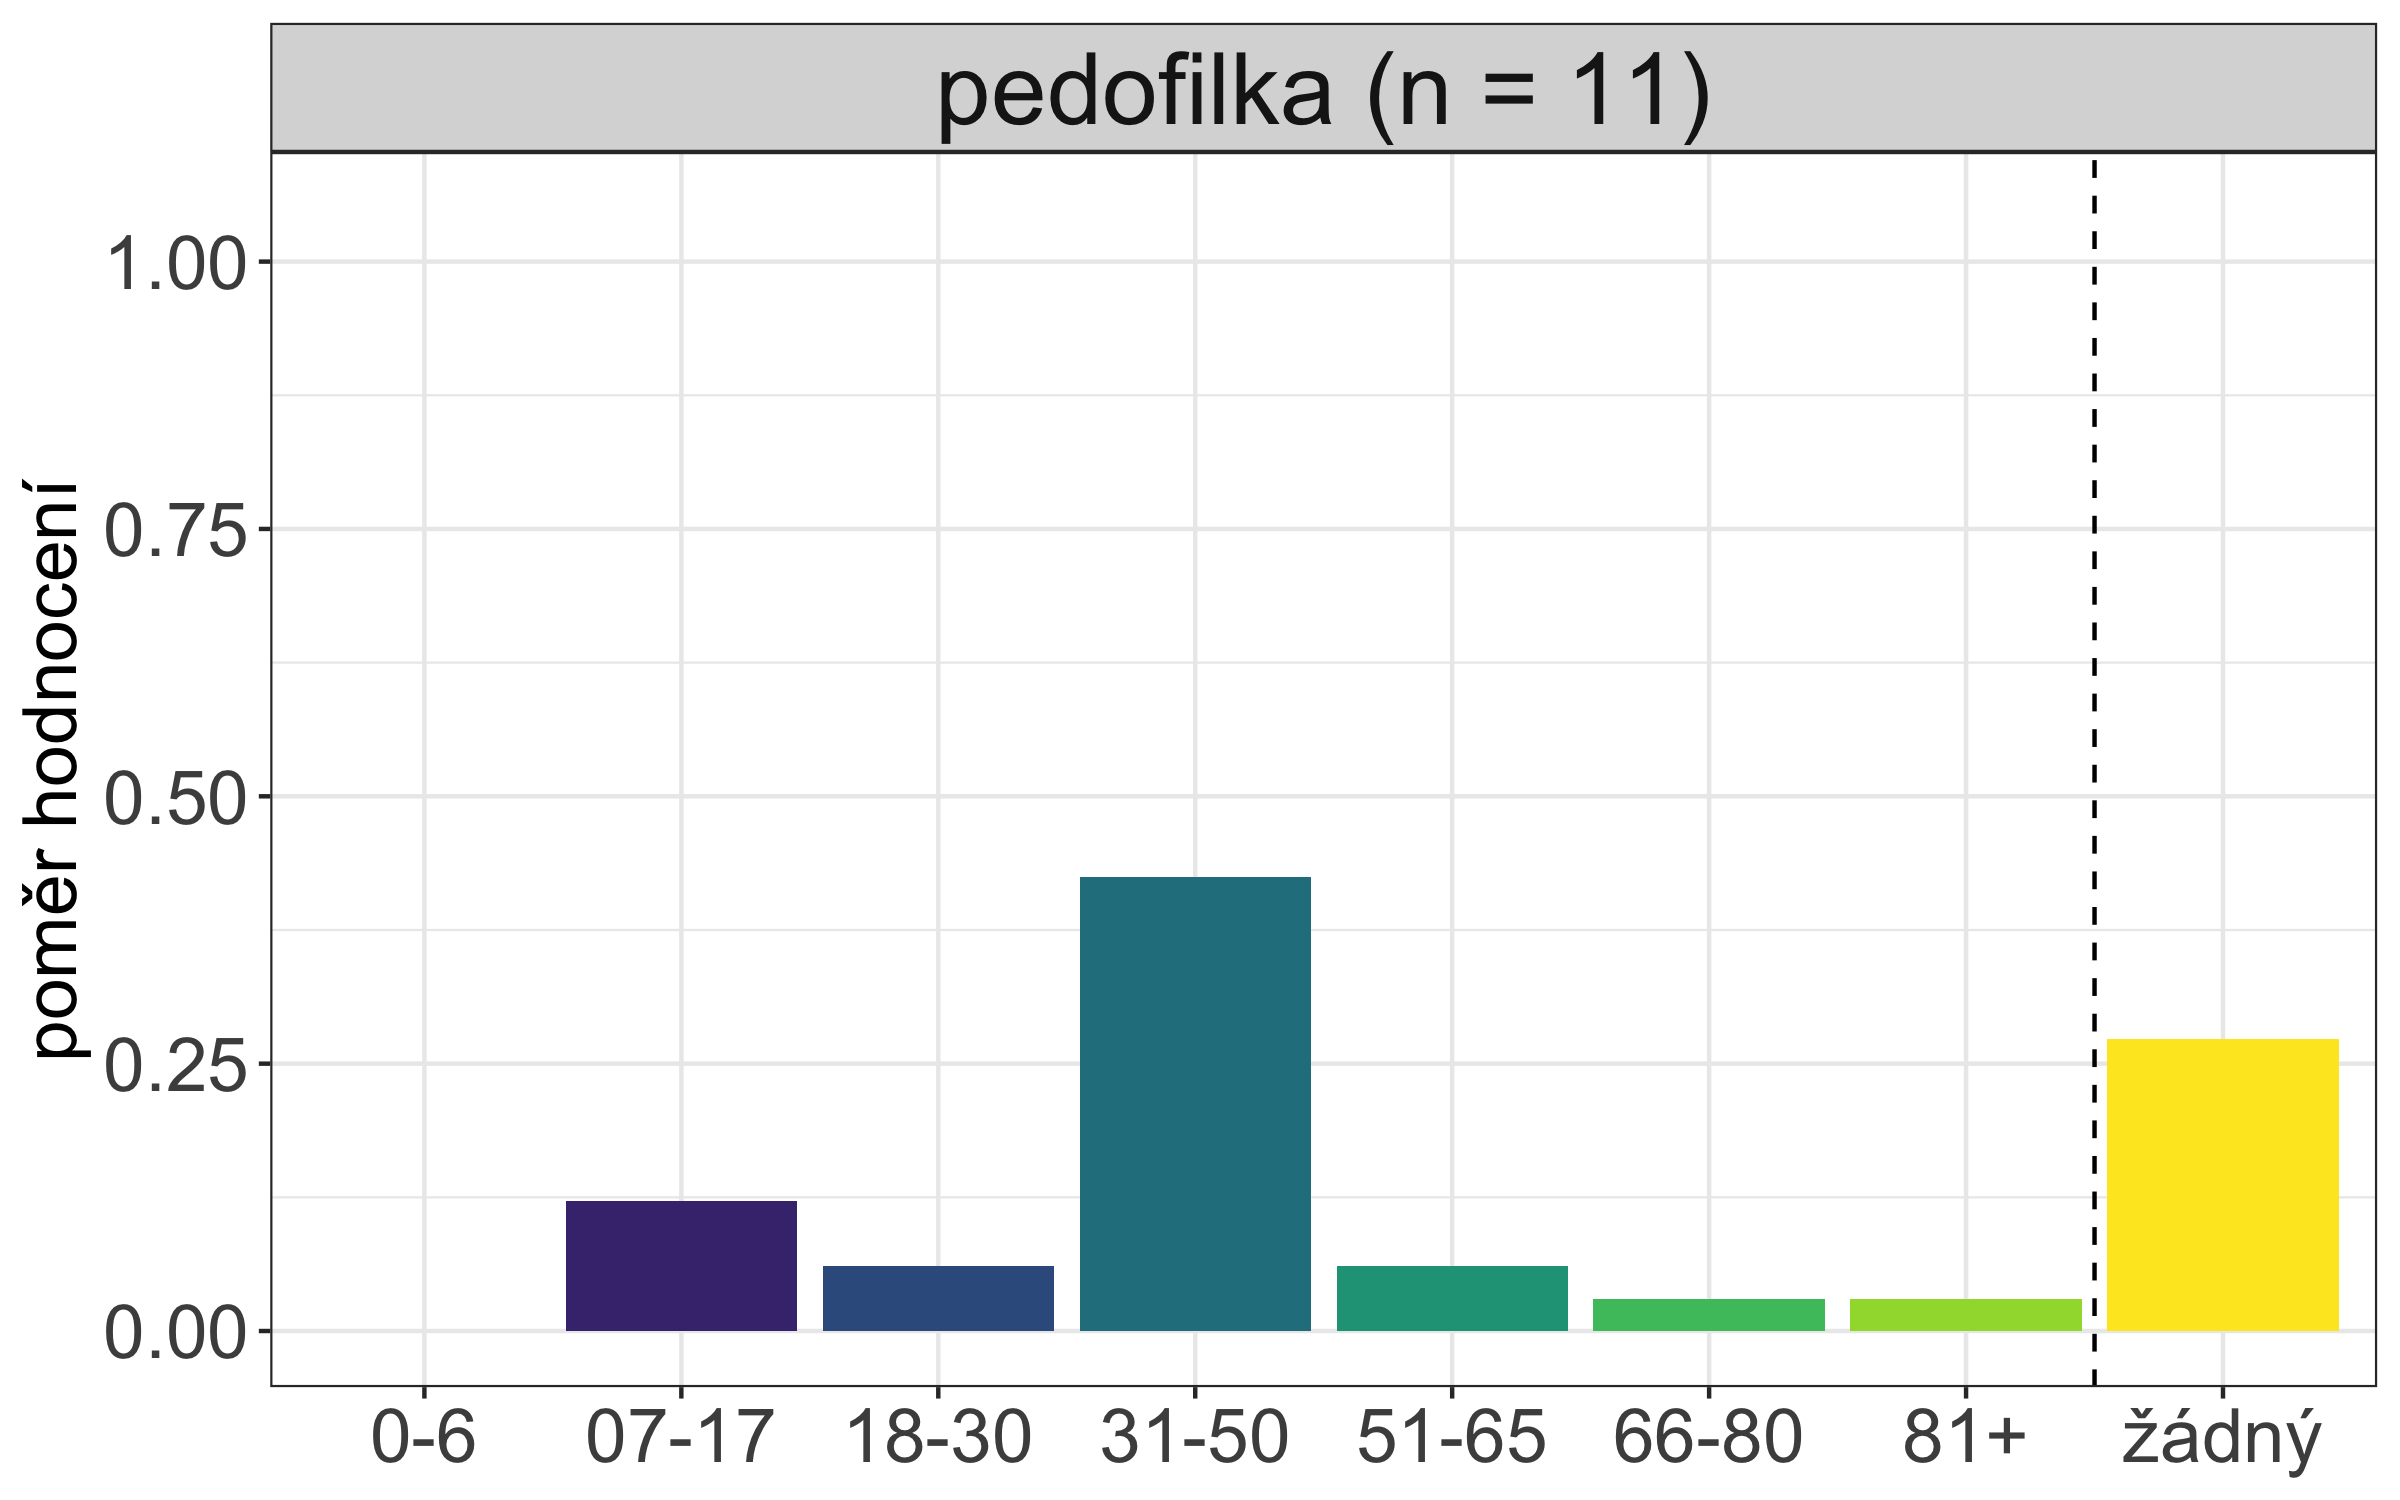 pedofilka (n = 11)
poměr hodnocení
1.00
0.75
0.50
0.25
0.00
0-6 07-17 18-30 31-50 51-65 66-80 81+ žádný